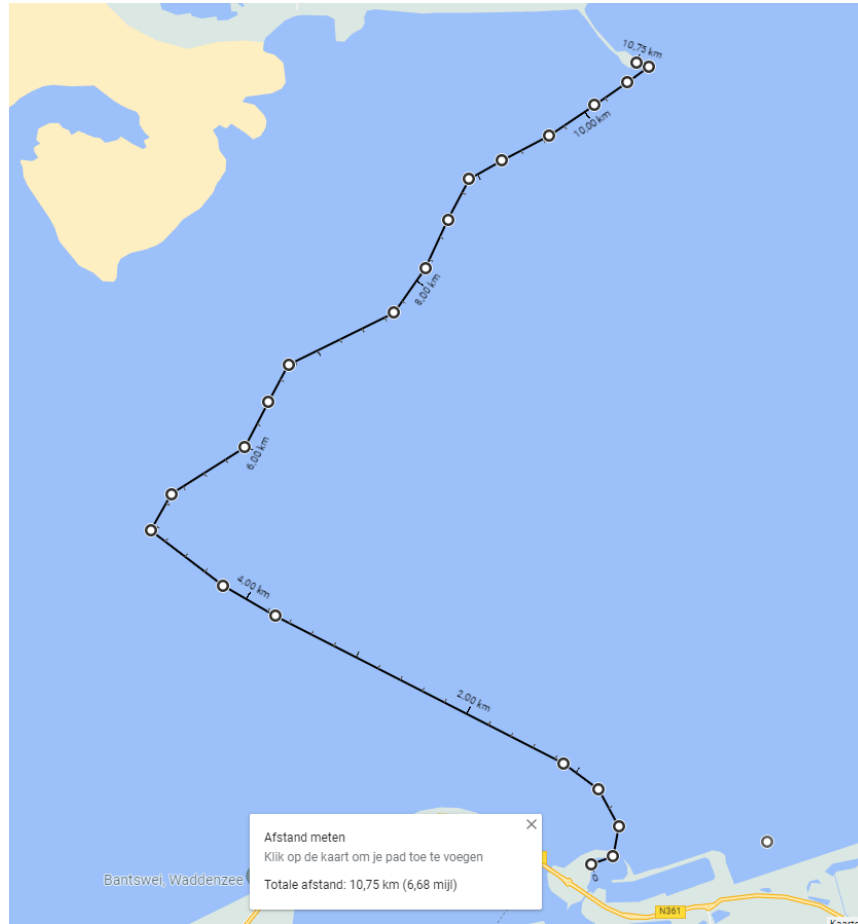 10,75 km
10,00 km
8,00 km
6,00 km
4,00 km
2,00 km
Afstand meten
Klik op de kaart om je pad toe te voegen
Totale afstand: 10,75 km (6,68 mijl)
Bantswei, Waddenzee
0
N361